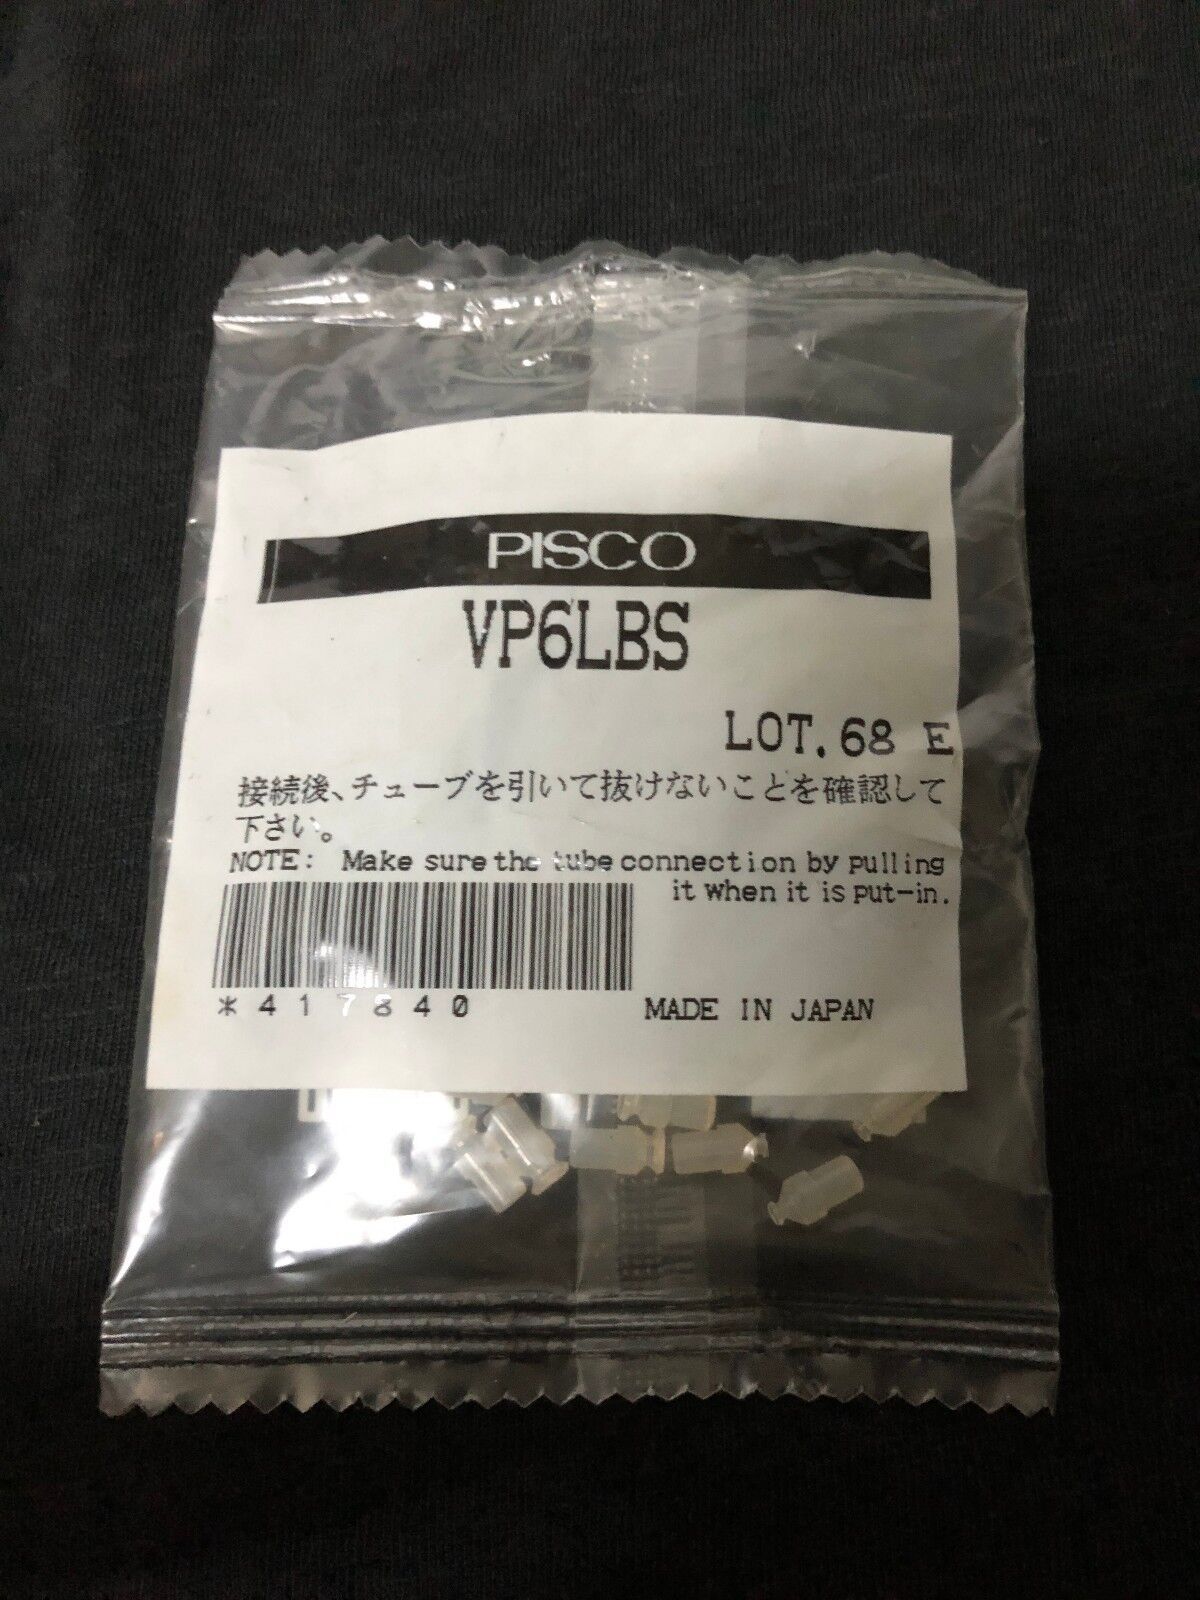 PISCO
VP6LBS
LOT.68 E
接続後、チューブを引いて抜けないことを確認して
下さい。
NOTE: Make sure the tube connection by pulling
it when it is put-in.
*417840
MADE IN JAPAN